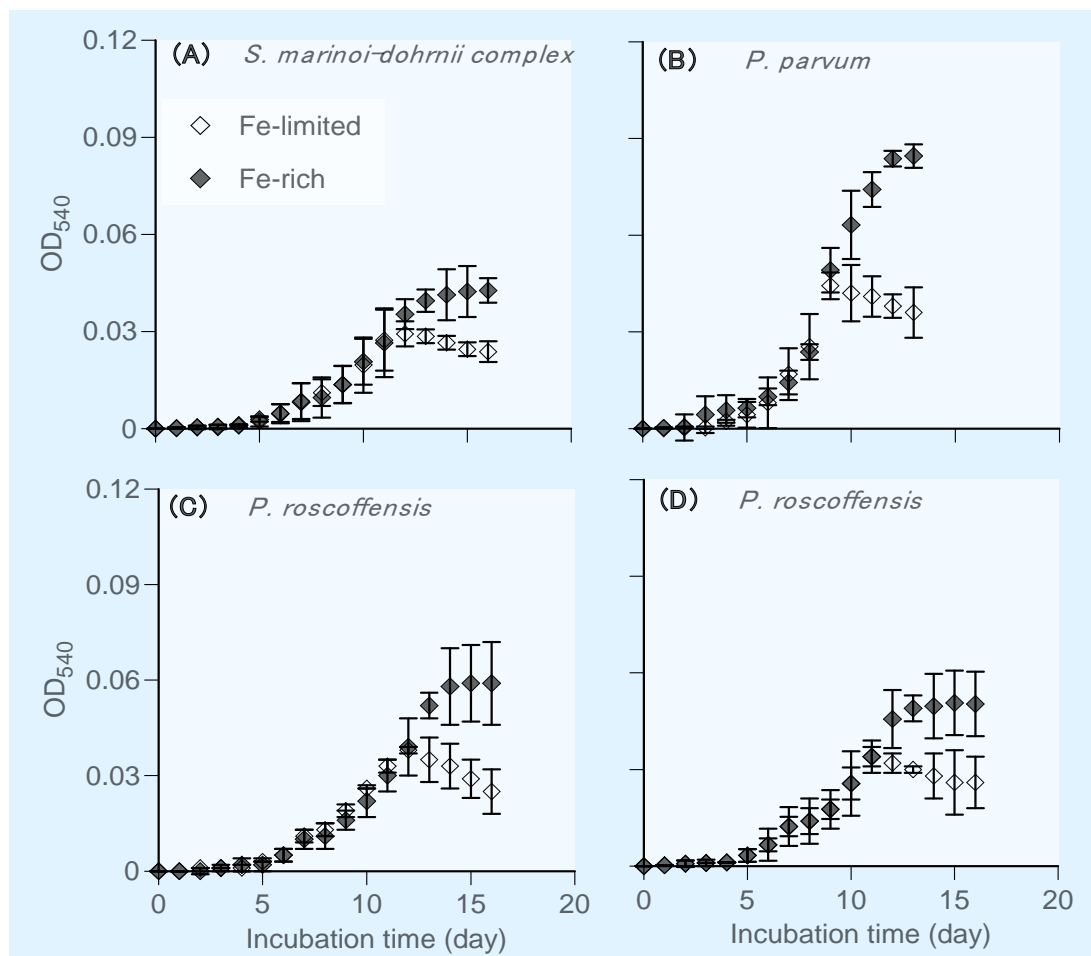 (A) S. marinoi-dohrnii complex
(B) P. parvum
Fe-limited
Fe-rich
0.12
0.09
0.06
0.03
0
OD540
(C) P. roscoffensis
(D) P. roscoffensis
0.12
0.09
0.06
0.03
0
OD540
0 5 10 15 20
0 5 10 15 20
Incubation time (day)
Incubation time (day)